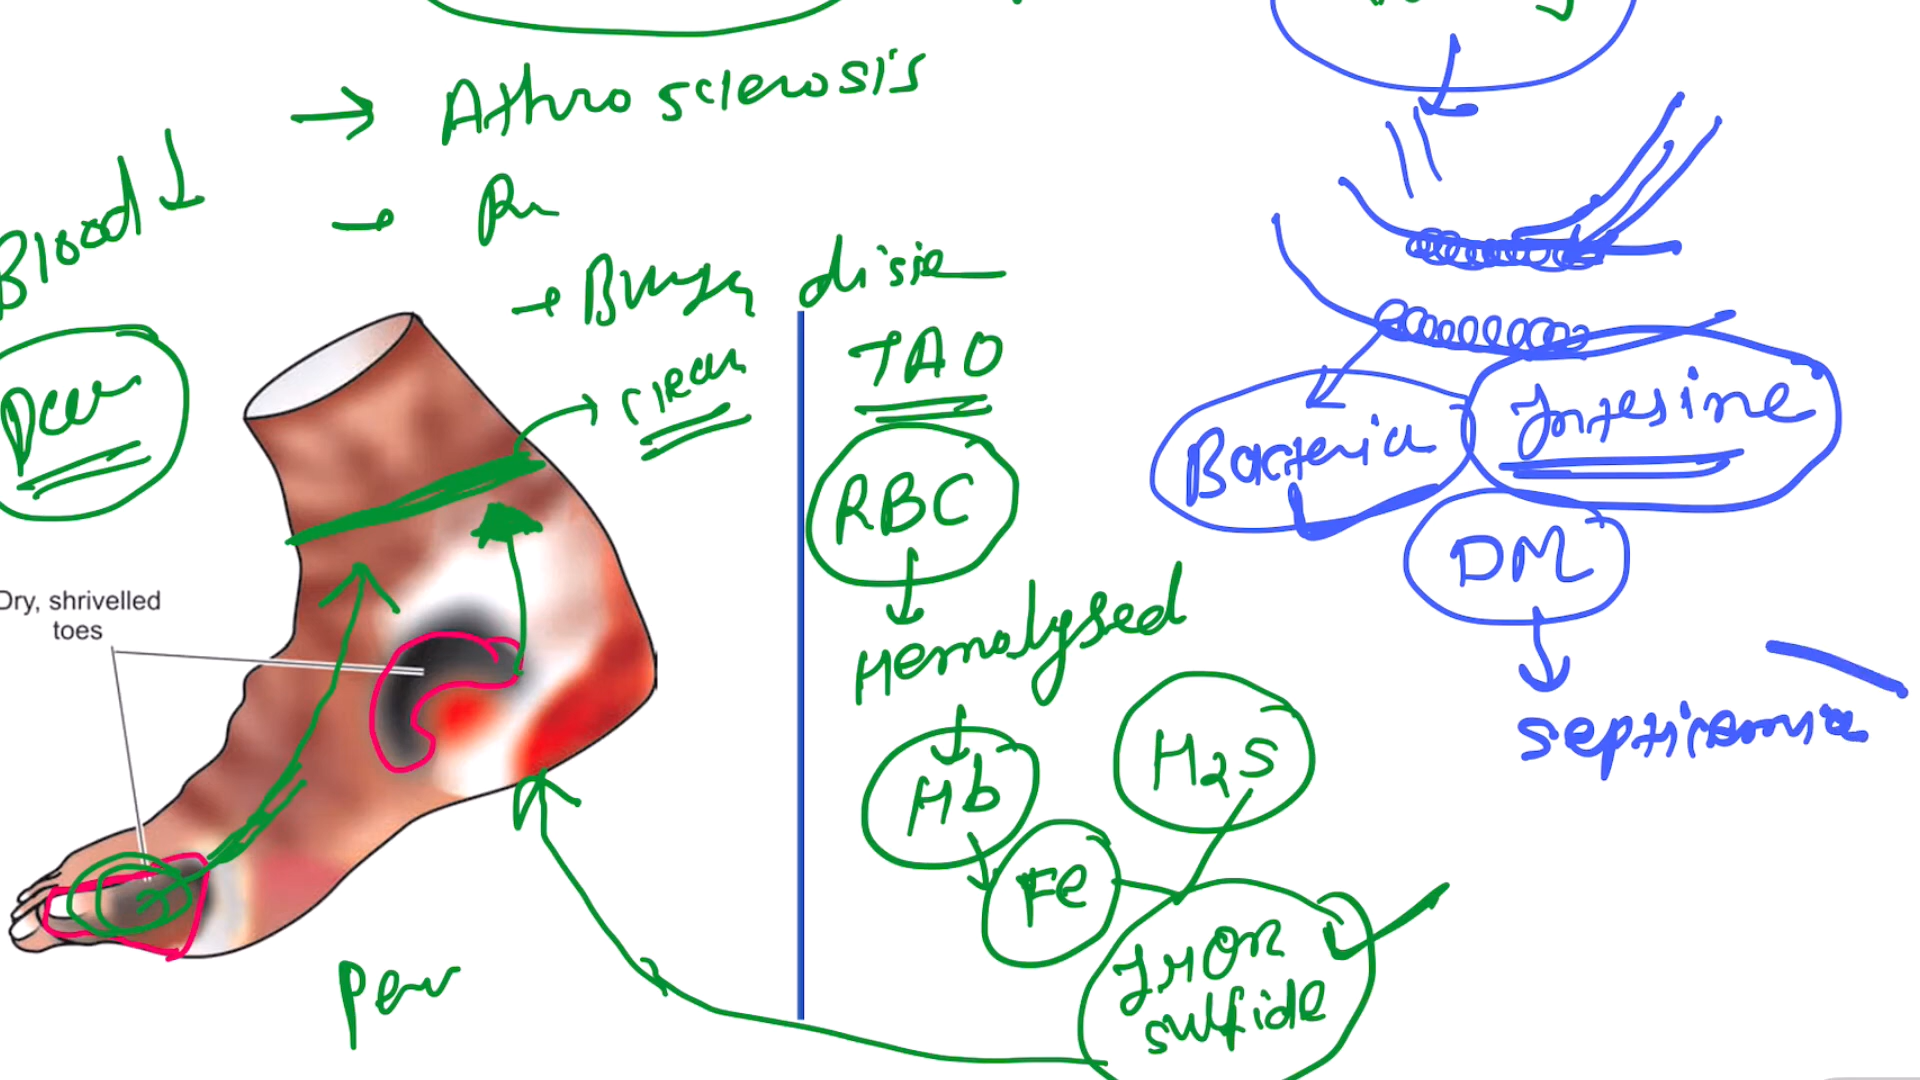 Athro sclerosis
Blood
disie
TAO
clear
RBC
Dry, shrivelled
toes
Hemolysed
Hb
H2S
Fe
Iron
sulfide
Bacteria
Intesine
DM
septicemia